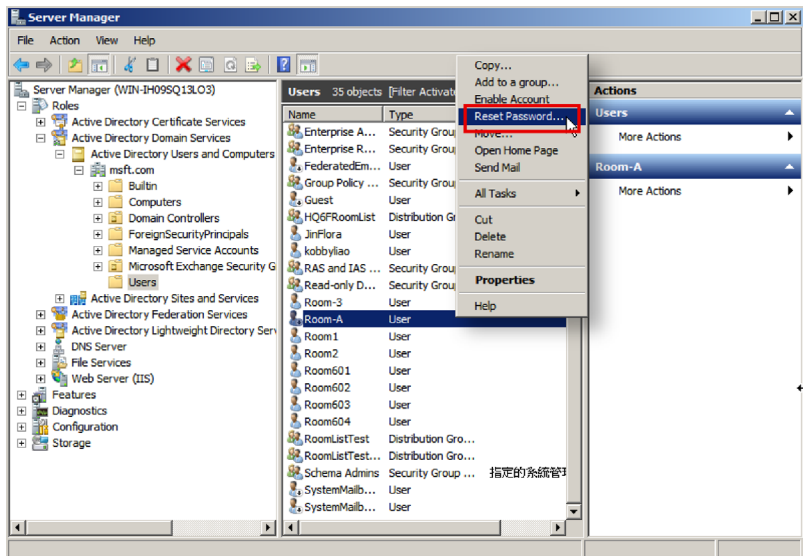 Server Manager
File Action View Help
Server Manager (WIN-IH09SQ13LO3)
Roles
Active Directory Certificate Services
Active Directory Domain Services
Active Directory Users and Computers
msft.com
Builtin
Computers
Domain Controllers
ForeignSecurityPrincipals
Managed Service Accounts
Microsoft Exchange Security G
Users
Active Directory Sites and Services
Active Directory Federation Services
Active Directory Lightweight Directory Serv
DNS Server
File Services
Web Server (IIS)
Features
Diagnostics
Configuration
Storage
Users 35 objects [Filter Activat
Name Type
Enterprise A... Security Grou
Enterprise R... Security Grou
FederatedEm... User
Group Policy ... Security Grou
Guest User
HQ6FRoomList Distribution Gr
JinFlora User
kobbyliao User
RAS and IAS ... Security Grou
Read-only D... Security Grou
Room-3 User
Room-A User
Room1 User
Room2 User
Room601 User
Room602 User
Room603 User
Room604 User
RoomListTest Distribution Gro...
RoomListTest... Distribution Gro...
Schema Admins Security Group ... 指定的系統管理
SystemMailb... User
SystemMailb... User
Copy...
Add to a group...
Enable Account
Reset Password...
Move...
Open Home Page
Send Mail
All Tasks
Cut
Delete
Rename
Properties
Help
Actions
Users
More Actions
Room-A
More Actions